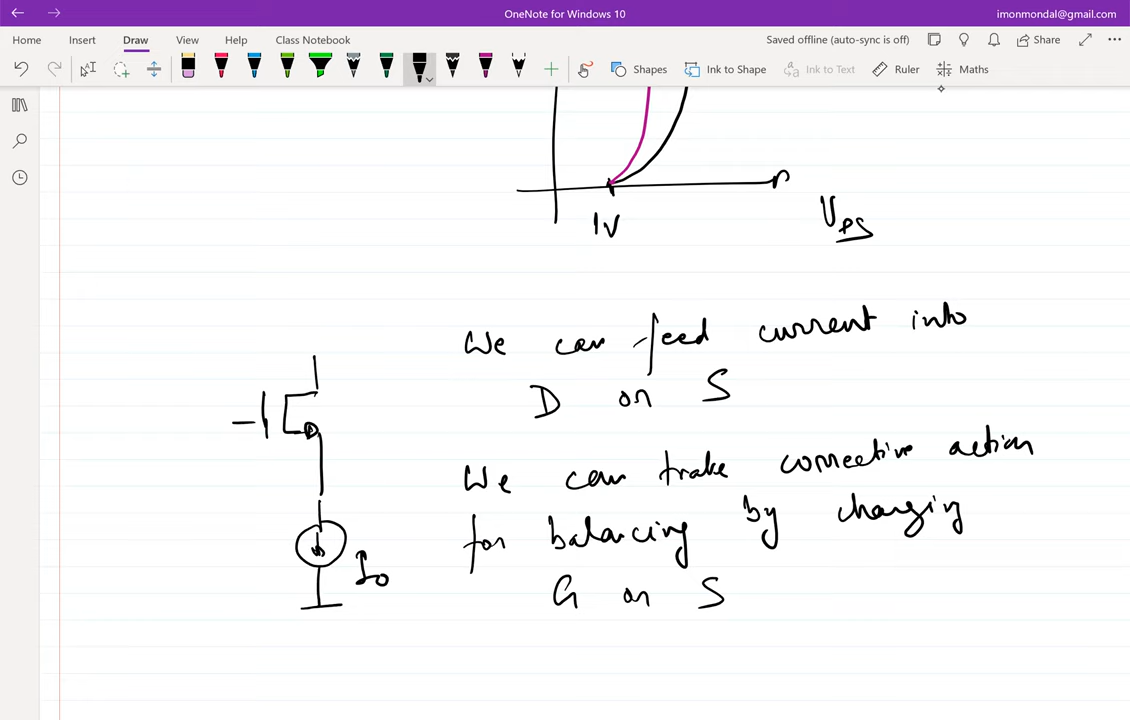 OneNote for Windows 10
imonmondal@gmail.com
Home Insert Draw View Help Class Notebook
Saved offline (auto-sync is off) Share
Shapes Ink to Shape Ink to Text Ruler Maths
1V
We can feed current into
D or S
We can take corrective action
for balancing by changing
G or S
I0